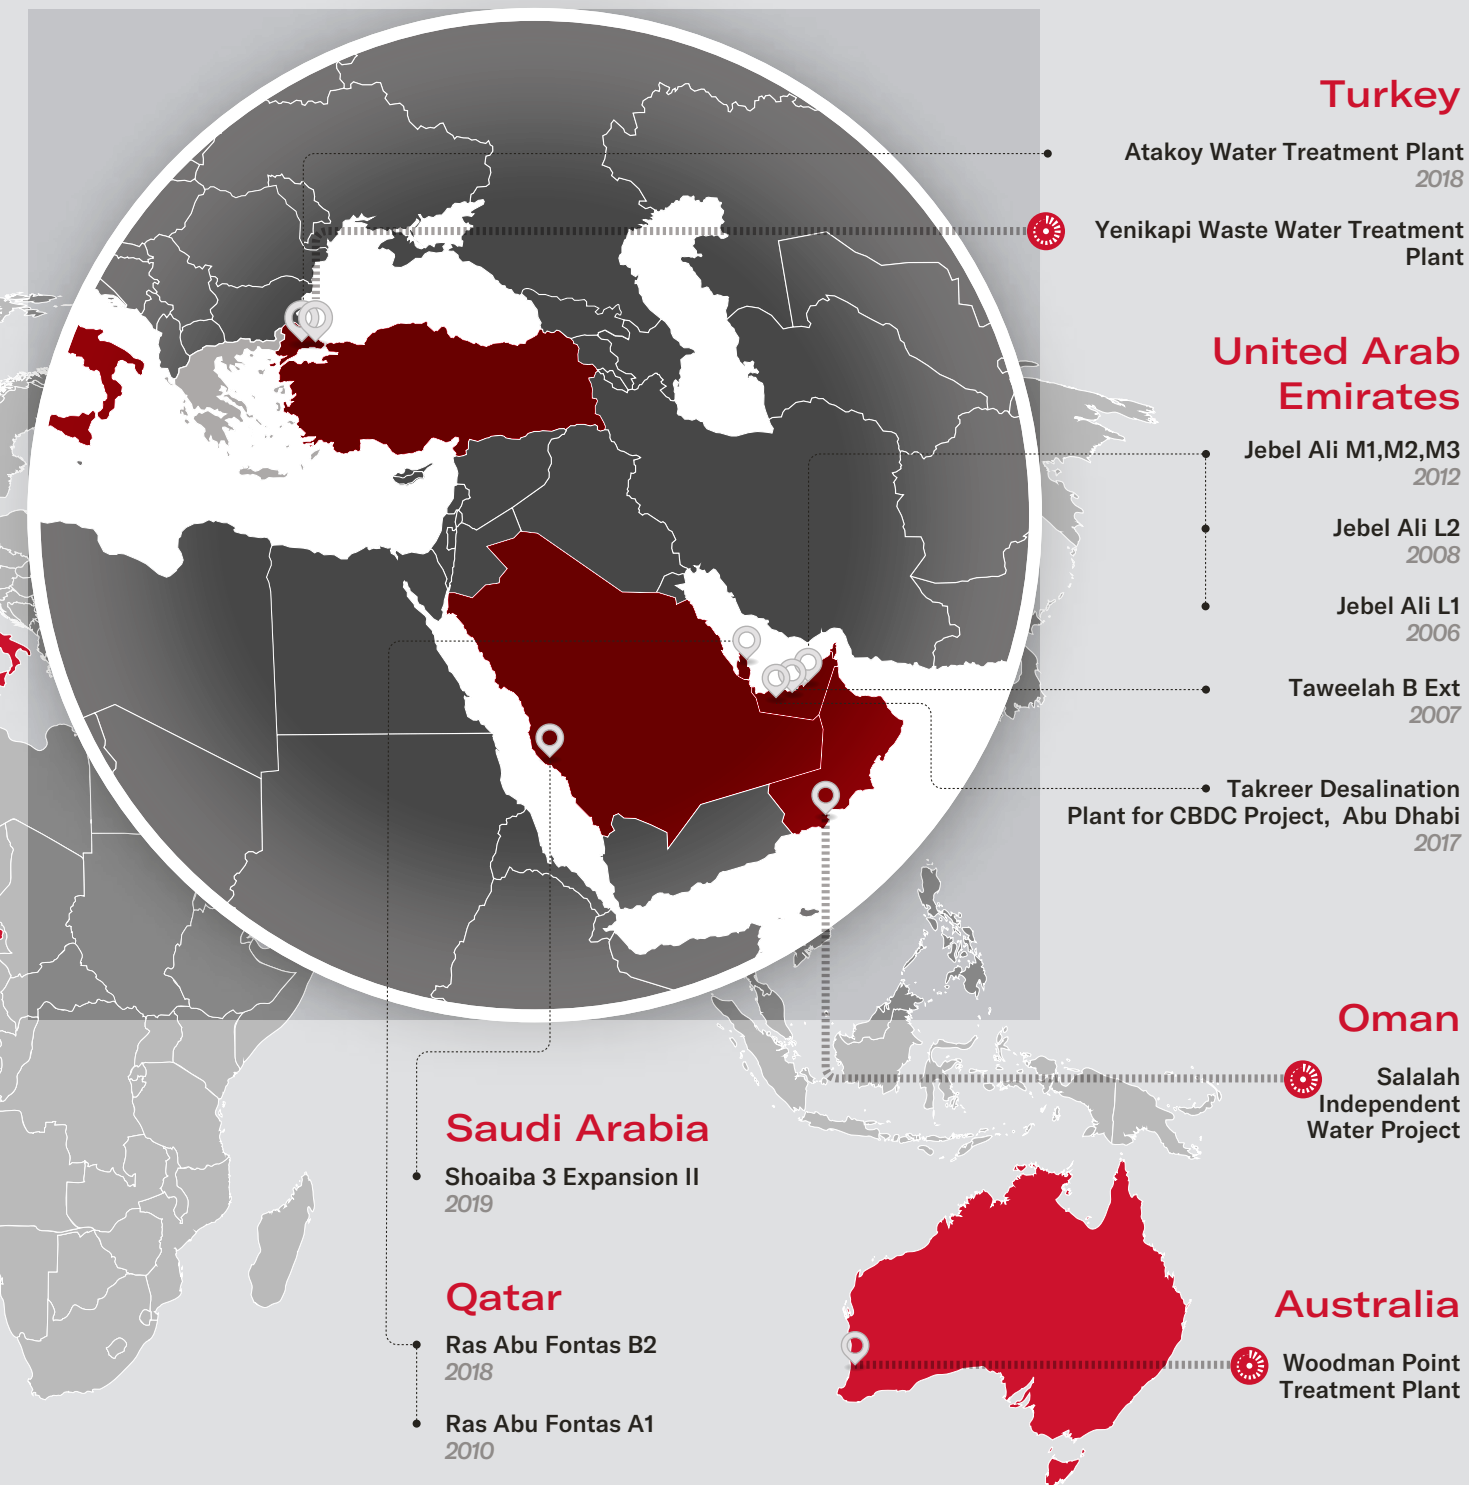 Turkey
Atakoy Water Treatment Plant
2018
Yenikapi Waste Water Treatment
Plant
United Arab
Emirates
Jebel Ali M1,M2,M3
2012
Jebel Ali L2
2008
Jebel Ali L1
2006
Taweelah B Ext
2007
Takreer Desalination
Plant for CBDC Project, Abu Dhabi
2017
Oman
Salalah
Independent
Water Project
Saudi Arabia
Shoaiba 3 Expansion II
2019
Qatar
Ras Abu Fontas B2
2018
Ras Abu Fontas A1
2010
Australia
Woodman Point
Treatment Plant